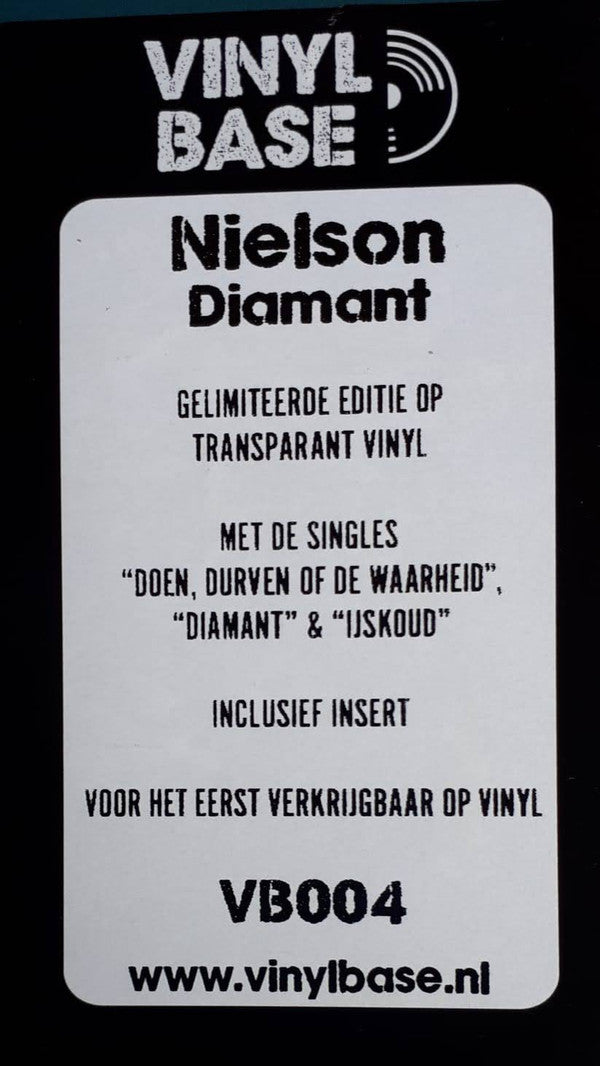 VINYL
BASE
Nielson
Diamant
GELIMITEERDE EDITIE OP
TRANSPARANT VINYL
MET DE SINGLES
“DOEN, DURVEN OF DE WAARHEID”,
“DIAMANT” & “IJSKOUD”
INCLUSIEF INSERT
VOOR HET EERST VERKRIJGBAAR OP VINYL
VB004
www.vinylbase.nl